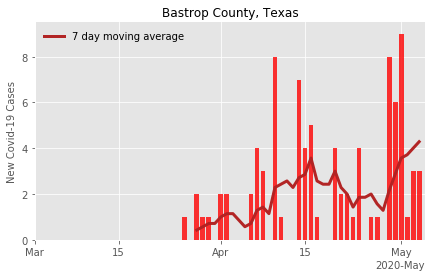 Bastrop County, Texas
7 day moving average
New Covid-19 Cases
8
6
4
2
0
Mar
15
Apr
15
May
2020-May